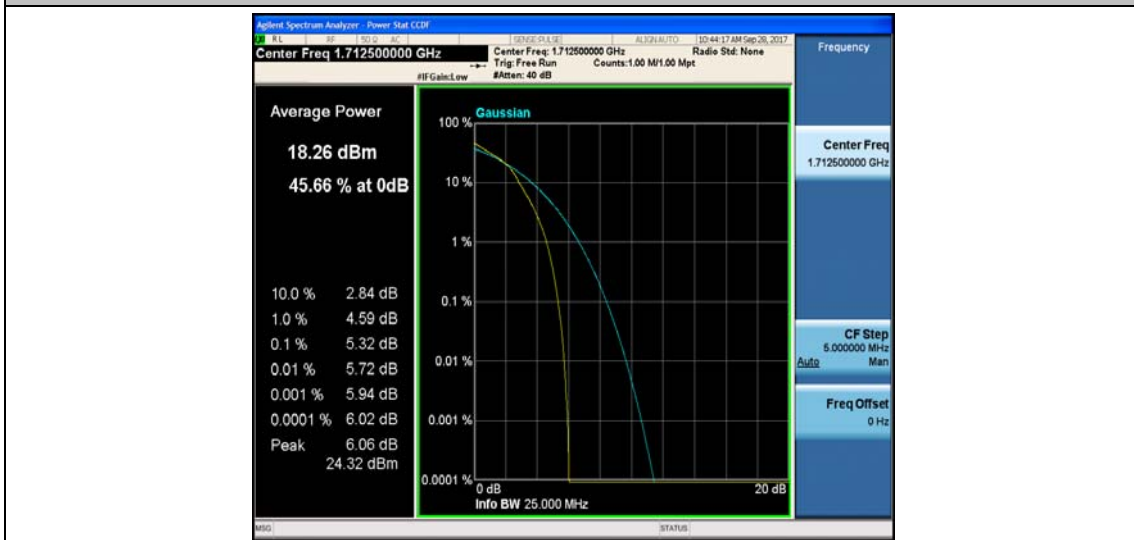 Agilent Spectrum Analyzer - Power Stat CCDF
RL RF 50 Ω AC SENSE:PULSE ALIGN AUTO 10:44:17 AM Sep 28, 2017
Center Freq 1.712500000 GHz
Center Freq: 1.712500000 GHz Radio Std: None
Trig: Free Run Counts:1.00 M/1.00 Mpt
#IFGain:Low #Atten: 40 dB
Frequency
Average Power
18.26 dBm
45.66 % at 0dB
10.0 % 2.84 dB
1.0 % 4.59 dB
0.1 % 5.32 dB
0.01 % 5.72 dB
0.001 % 5.94 dB
0.0001 % 6.02 dB
Peak 6.06 dB
24.32 dBm
Gaussian
100 %
10 %
1 %
0.1 %
0.01 %
0.001 %
0.0001 %
0 dB 20 dB
Info BW 25.000 MHz
Center Freq
1.712500000 GHz
CF Step
5.000000 MHz
Auto Man
Freq Offset
0 Hz
MSG STATUS